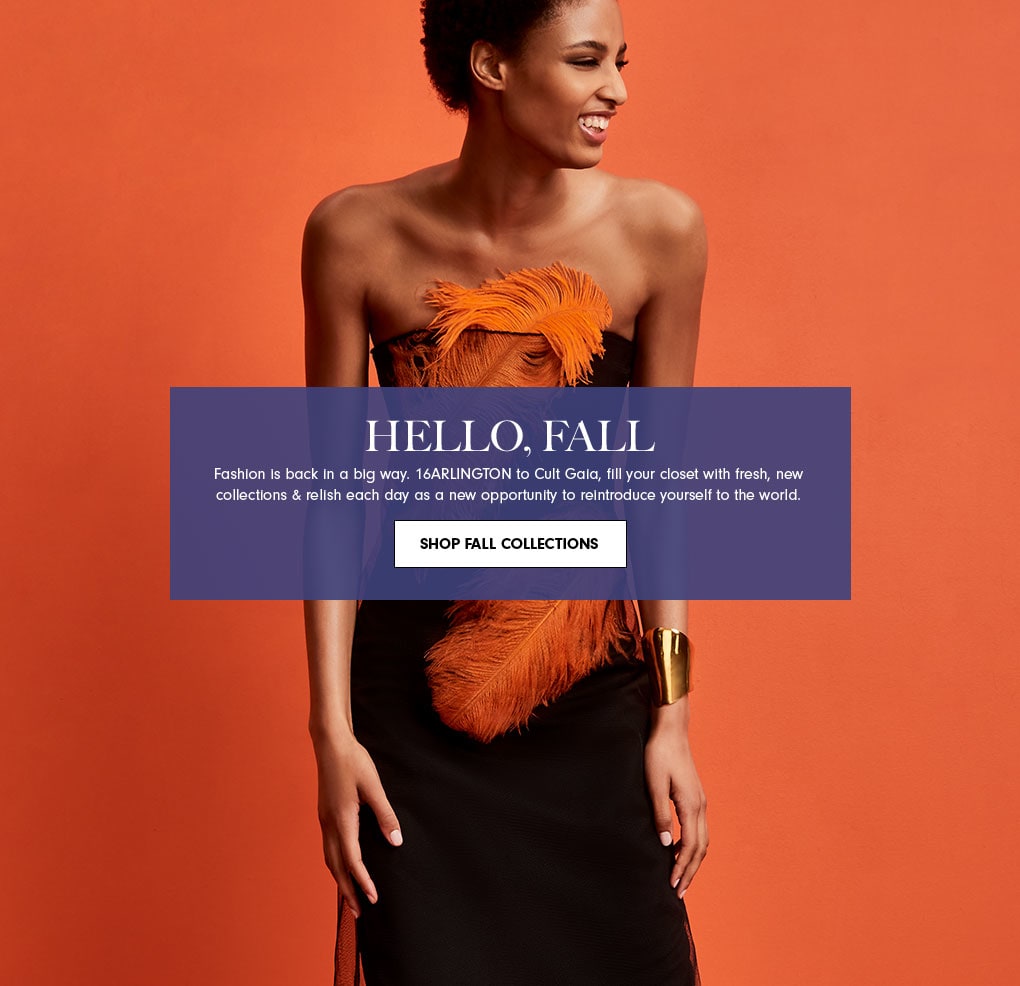 HELLO, FALL
Fashion is back in a big way. 16ARLINGTON to Cult Gaia, fill your closet with fresh, new
collections & relish each day as a new opportunity to reintroduce yourself to the world.
SHOP FALL COLLECTIONS